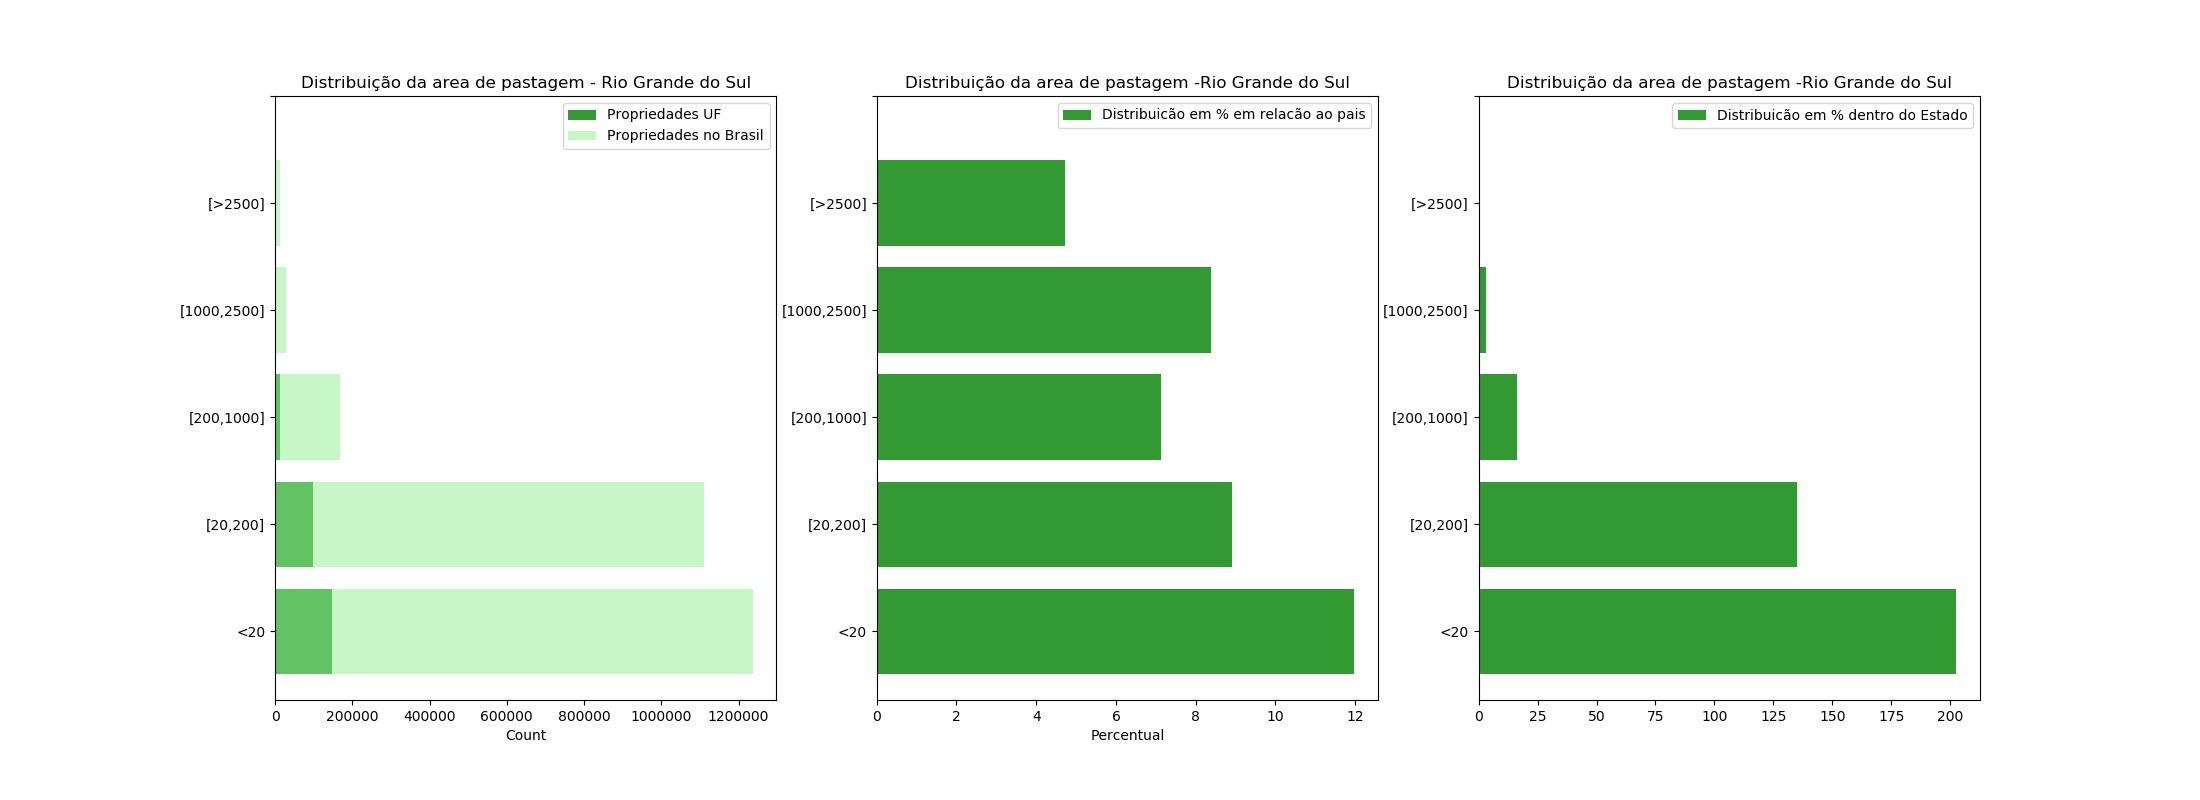 Distribuição da area de pastagem - Rio Grande do Sul
Propriedades UF
Propriedades no Brasil
[>2500]
[1000,2500]
[200,1000]
[20,200]
<20
0 200000 400000 600000 800000 1000000 1200000
Count
Distribuição da area de pastagem -Rio Grande do Sul
Distribuicão em % em relacão ao pais
[>2500]
[1000,2500]
[200,1000]
[20,200]
<20
0 2 4 6 8 10 12
Percentual
Distribuição da area de pastagem -Rio Grande do Sul
Distribuicão em % dentro do Estado
[>2500]
[1000,2500]
[200,1000]
[20,200]
<20
0 25 50 75 100 125 150 175 200